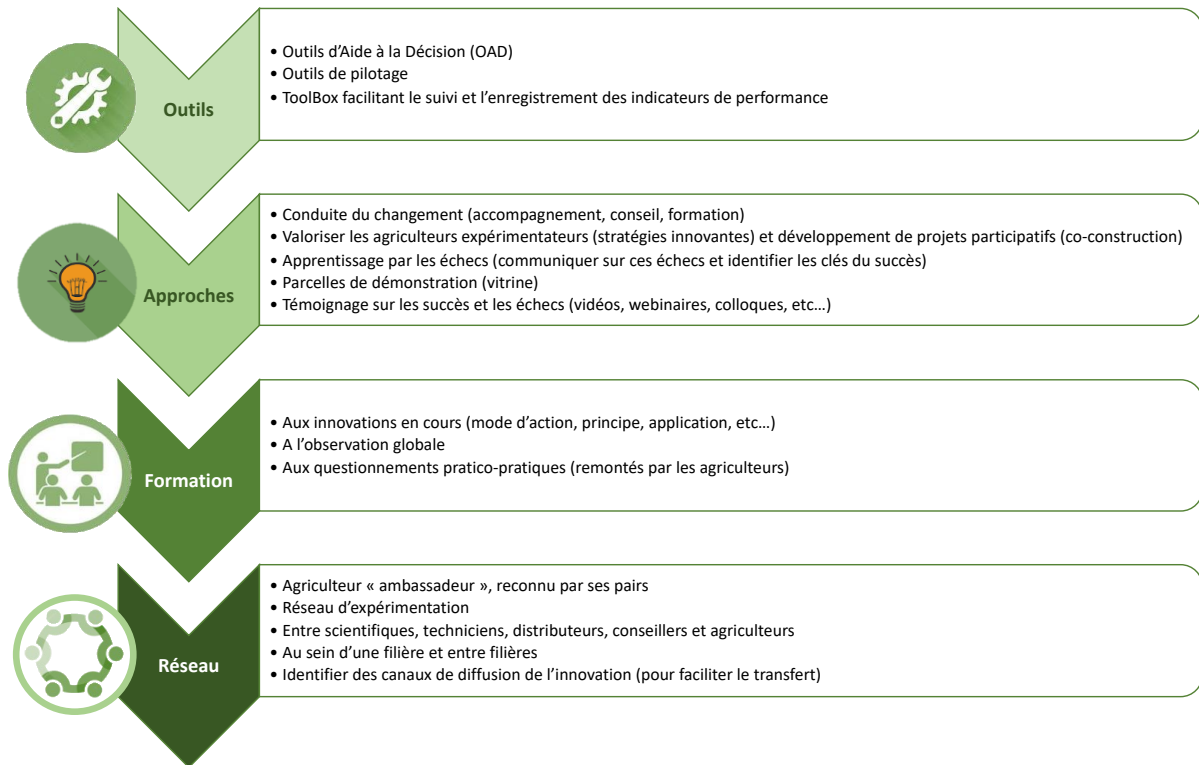 Outils
• Outils d’Aide à la Décision (OAD)
• Outils de pilotage
• ToolBox facilitant le suivi et l’enregistrement des indicateurs de performance
Approches
• Conduite du changement (accompagnement, conseil, formation)
• Valoriser les agriculteurs expérimentateurs (stratégies innovantes) et développement de projets participatifs (co-construction)
• Apprentissage par les échecs (communiquer sur ces échecs et identifier les clés du succès)
• Parcelles de démonstration (vitrine)
• Témoignage sur les succès et les échecs (vidéos, webinaires, colloques, etc…)
Formation
• Aux innovations en cours (mode d’action, principe, application, etc…)
• A l’observation globale
• Aux questionnements pratico-pratiques (remontés par les agriculteurs)
Réseau
• Agriculteur « ambassadeur », reconnu par ses pairs
• Réseau d’expérimentation
• Entre scientifiques, techniciens, distributeurs, conseillers et agriculteurs
• Au sein d’une filière et entre filières
• Identifier des canaux de diffusion de l’innovation (pour faciliter le transfert)